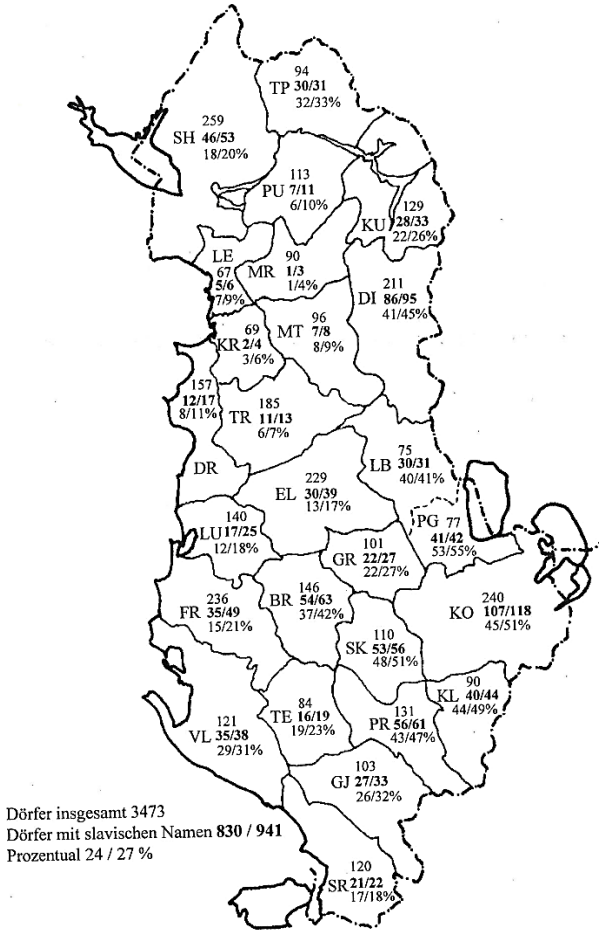 94
TP 30/31
32/33%
259
SH 46/53
18/20%
113
PU 7/11
6/10%
129
KU 28/33
22/26%
LE
67
5/6
7/9%
90
MR 1/3
1/4%
211
DI 86/95
41/45%
69
KR 2/4
3/6%
96
MT 7/8
8/9%
157
12/17
8/11%
DR
185
TR 11/13
6/7%
75
LB 30/31
40/41%
229
EL 30/39
13/17%
PG 77
41/42
53/55%
140
LU 17/25
12/18%
101
GR 22/27
22/27%
236
FR 35/49
15/21%
146
BR 54/63
37/42%
240
KO 107/118
45/51%
110
SK 53/56
48/51%
90
KL 40/44
44/49%
121
VL 35/38
29/31%
84
TE 16/19
19/23%
131
PR 56/61
43/47%
103
GJ 27/33
26/32%
Dörfer insgesamt 3473
Dörfer mit slavischen Namen 830 / 941
Prozentual 24 / 27 %
120
SR 21/22
17/18%